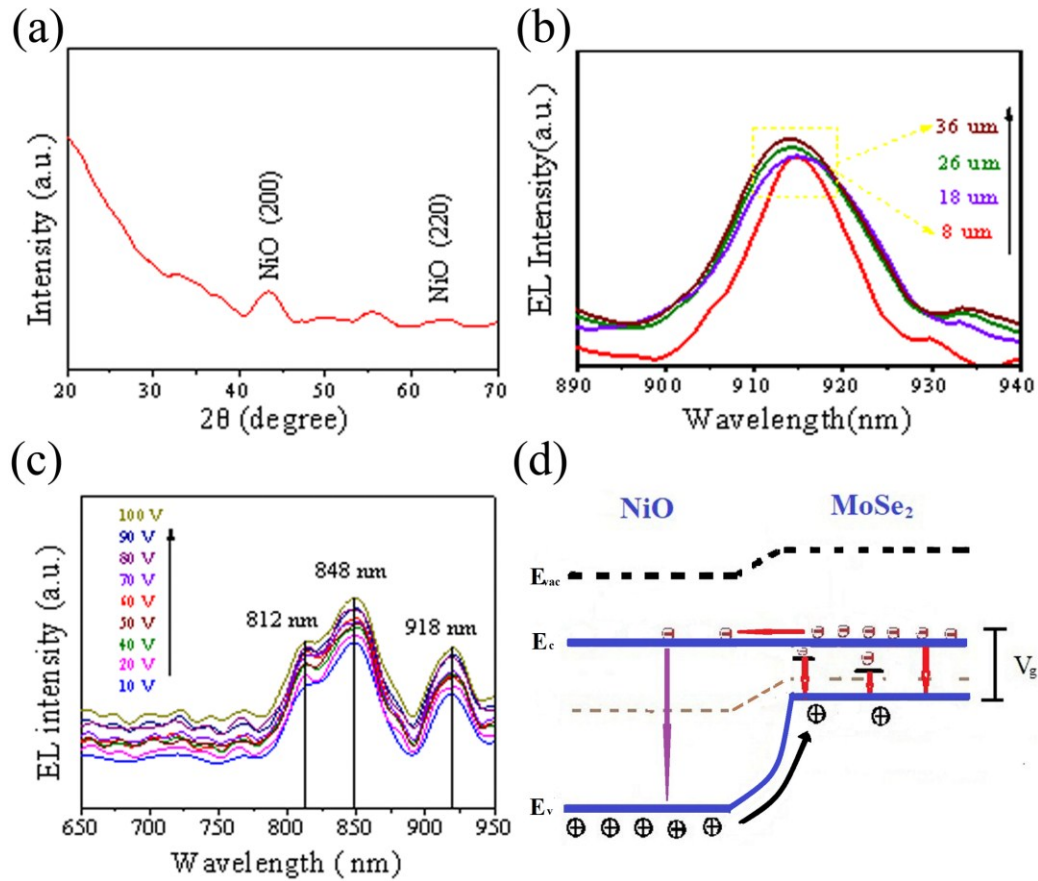 (a)
Intensity (a.u.)
NiO (200)
NiO (220)
20 30 40 50 60 70
2θ (degree)
(b)
EL Intensity(a.u.)
36 um
26 um
18 um
8 um
890 900 910 920 930 940
Wavelength(nm)
(c)
EL intensity (a.u.)
100 V
90 V
80 V
70 V
60 V
50 V
40 V
20 V
10 V
812 nm
848 nm
918 nm
650 700 750 800 850 900 950
Wavelength ( nm)
(d)
NiO MoSe₂
Evac
Ec
Vg
Ev